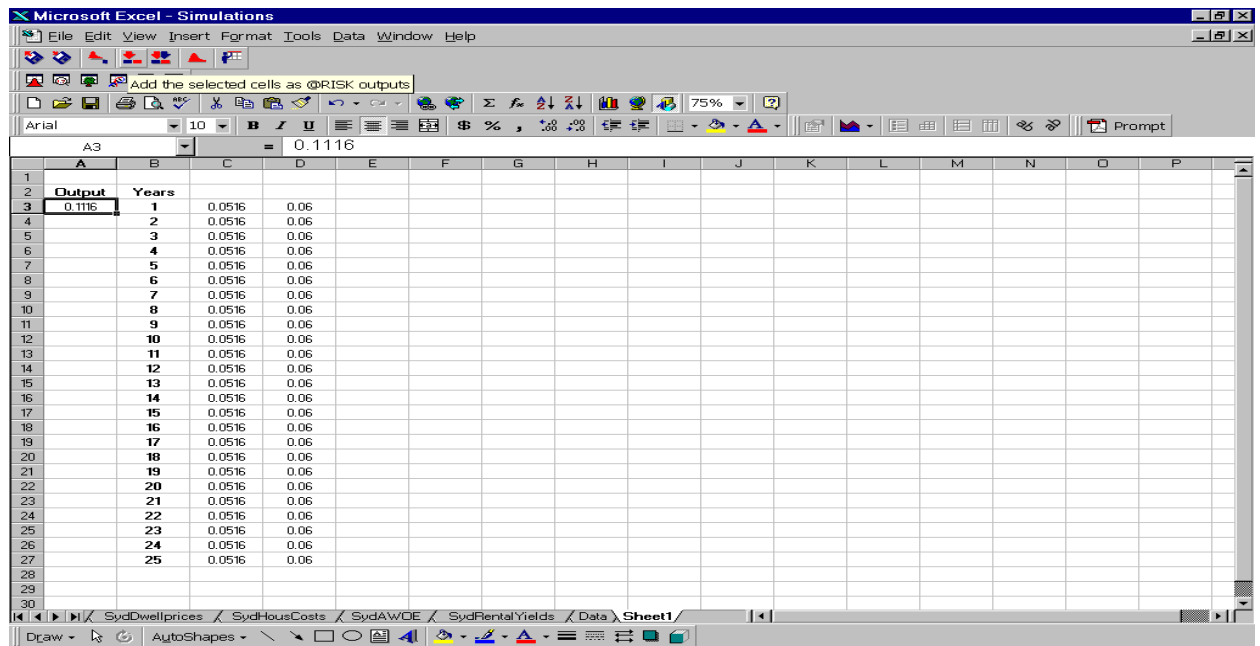 Microsoft Excel - Simulations
File Edit View Insert Format Tools Data Window Help
Add the selected cells as @RISK outputs
75%
Arial 10 B I U $ % , Prompt
A3 = 0.1116
A B C D E F G H I J K L M N O P
1
2 Output Years
3 0.1116 1 0.0516 0.06
4 2 0.0516 0.06
5 3 0.0516 0.06
6 4 0.0516 0.06
7 5 0.0516 0.06
8 6 0.0516 0.06
9 7 0.0516 0.06
10 8 0.0516 0.06
11 9 0.0516 0.06
12 10 0.0516 0.06
13 11 0.0516 0.06
14 12 0.0516 0.06
15 13 0.0516 0.06
16 14 0.0516 0.06
17 15 0.0516 0.06
18 16 0.0516 0.06
19 17 0.0516 0.06
20 18 0.0516 0.06
21 19 0.0516 0.06
22 20 0.0516 0.06
23 21 0.0516 0.06
24 22 0.0516 0.06
25 23 0.0516 0.06
26 24 0.0516 0.06
27 25 0.0516 0.06
28
29
30
SydDwellprices SydHousCosts SydAWOE SydRentalYields Data Sheet1
Draw AutoShapes